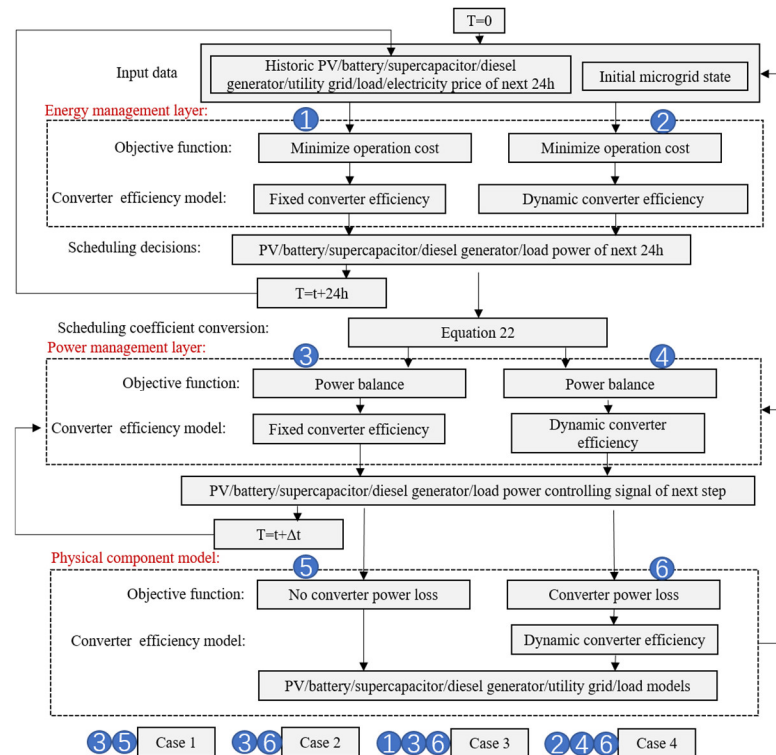 T=0
Input data
Historic PV/battery/supercapacitor/diesel
generator/utility grid/load/electricity price of next 24h
Initial microgrid state
Energy management layer:
1
2
Objective function:
Minimize operation cost
Minimize operation cost
Converter efficiency model:
Fixed converter efficiency
Dynamic converter efficiency
Scheduling decisions:
PV/battery/supercapacitor/diesel generator/load power of next 24h
T=t+24h
Scheduling coefficient conversion:
Equation 22
Power management layer:
3
4
Objective function:
Power balance
Power balance
Converter efficiency model:
Fixed converter efficiency
Dynamic converter
efficiency
PV/battery/supercapacitor/diesel generator/load power controlling signal of next step
T=t+Δt
Physical component model:
5
6
Objective function:
No converter power loss
Converter power loss
Converter efficiency model:
Dynamic converter efficiency
PV/battery/supercapacitor/diesel generator/utility grid/load models
3 5 Case 1
3 6 Case 2
1 3 6 Case 3
2 4 6 Case 4